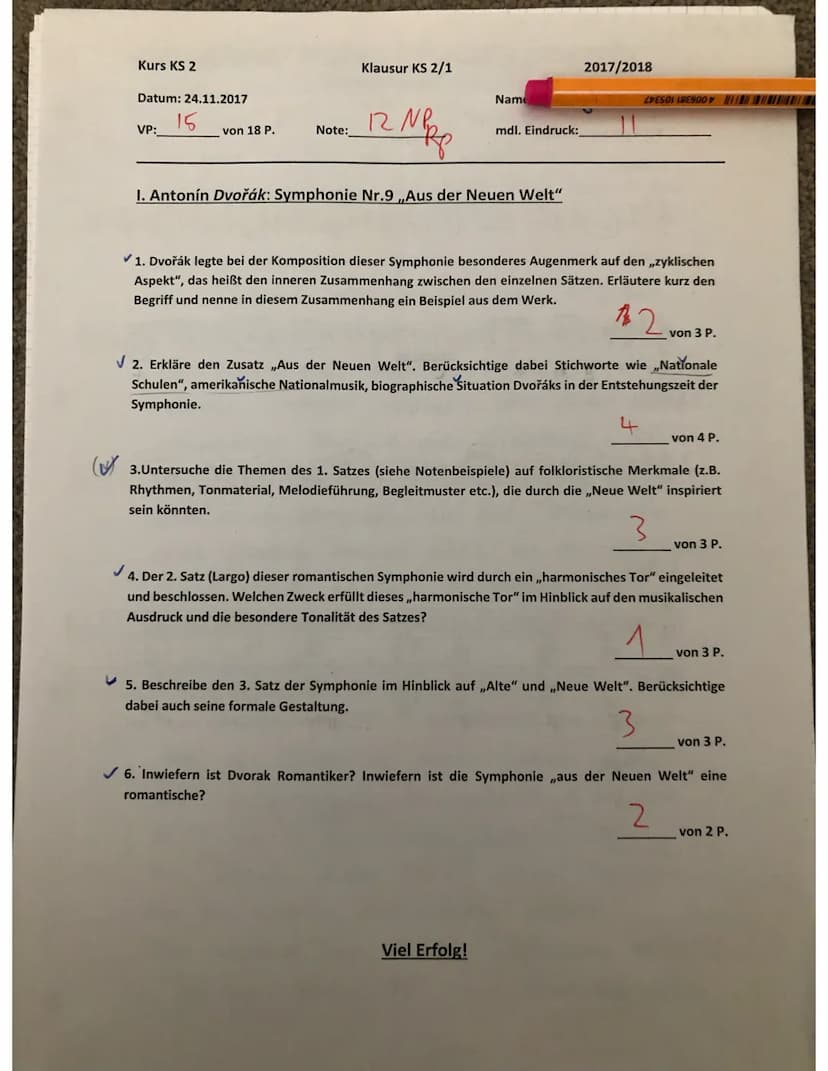 Kurs KS 2 Klausur KS 2/1 2017/2018
Datum: 24.11.2017 Name
VP: 15 von 18 P. Note: 12 NP mdl. Eindruck: 11
I. Antonín Dvořák: Symphonie Nr.9 „Aus der Neuen Welt“
1. Dvořák legte bei der Komposition dieser Symphonie besonderes Augenmerk auf den „zyklischen
Aspekt“, das heißt den inneren Zusammenhang zwischen den einzelnen Sätzen. Erläutere kurz den
Begriff und nenne in diesem Zusammenhang ein Beispiel aus dem Werk.
2 von 3 P.
2. Erkläre den Zusatz „Aus der Neuen Welt“. Berücksichtige dabei Stichworte wie „Nationale
Schulen“, amerikanische Nationalmusik, biographische Situation Dvořáks in der Entstehungszeit der
Symphonie.
4 von 4 P.
3.Untersuche die Themen des 1. Satzes (siehe Notenbeispiele) auf folkloristische Merkmale (z.B.
Rhythmen, Tonmaterial, Melodieführung, Begleitmuster etc.), die durch die „Neue Welt“ inspiriert
sein könnten.
3 von 3 P.
4. Der 2. Satz (Largo) dieser romantischen Symphonie wird durch ein „harmonisches Tor“ eingeleitet
und beschlossen. Welchen Zweck erfüllt dieses „harmonische Tor“ im Hinblick auf den musikalischen
Ausdruck und die besondere Tonalität des Satzes?
1 von 3 P.
5. Beschreibe den 3. Satz der Symphonie im Hinblick auf „Alte“ und „Neue Welt“. Berücksichtige
dabei auch seine formale Gestaltung.
3 von 3 P.
6. Inwiefern ist Dvorak Romantiker? Inwiefern ist die Symphonie „aus der Neuen Welt“ eine
romantische?
2 von 2 P.
Viel Erfolg!